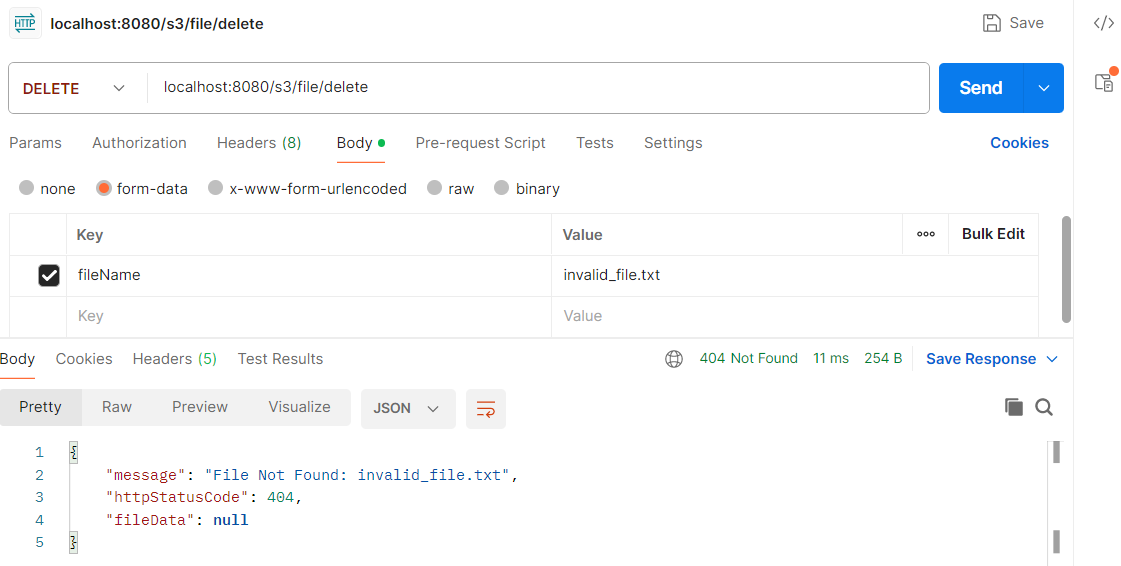 HTTP localhost:8080/s3/file/delete Save
DELETE localhost:8080/s3/file/delete Send
Params Authorization Headers (8) Body Pre-request Script Tests Settings Cookies
none form-data x-www-form-urlencoded raw binary
Key Value Bulk Edit
fileName invalid_file.txt
Key Value
Body Cookies Headers (5) Test Results 404 Not Found 11 ms 254 B Save Response
Pretty Raw Preview Visualize JSON
1 {
2 "message": "File Not Found: invalid_file.txt",
3 "httpStatusCode": 404,
4 "fileData": null
5 }